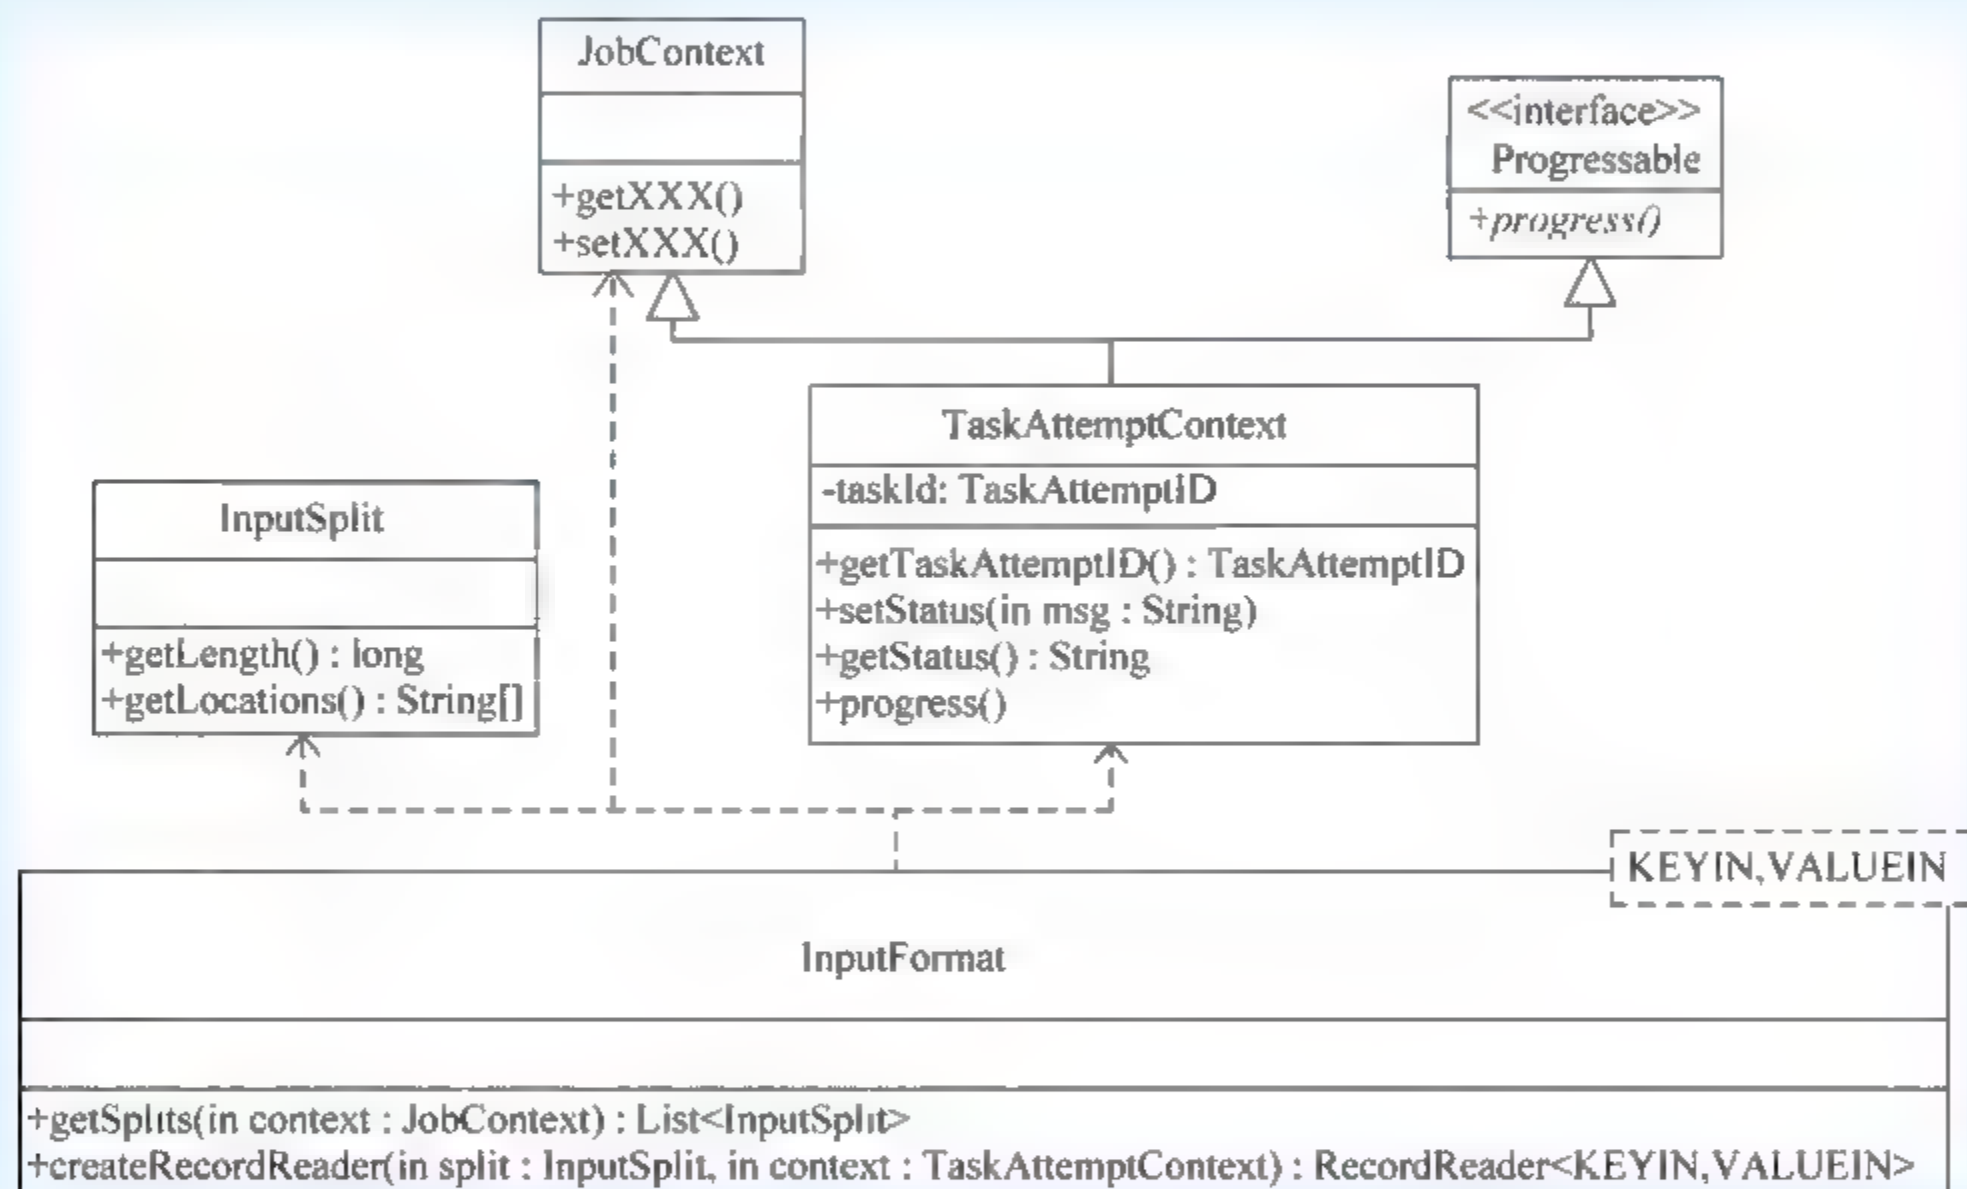 JobContext
+getXXX()
+setXXX()
<<interface>>
Progressable
+progress()
TaskAttemptContext
-taskId: TaskAttemptID
+getTaskAttemptID() : TaskAttemptID
+setStatus(in msg : String)
+getStatus() : String
+progress()
InputSplit
+getLength() : long
+getLocations() : String[]
KEYIN,VALUEIN
InputFormat
+getSplits(in context : JobContext) : List<InputSplit>
+createRecordReader(in split : InputSplit, in context : TaskAttemptContext) : RecordReader<KEYIN,VALUEIN>